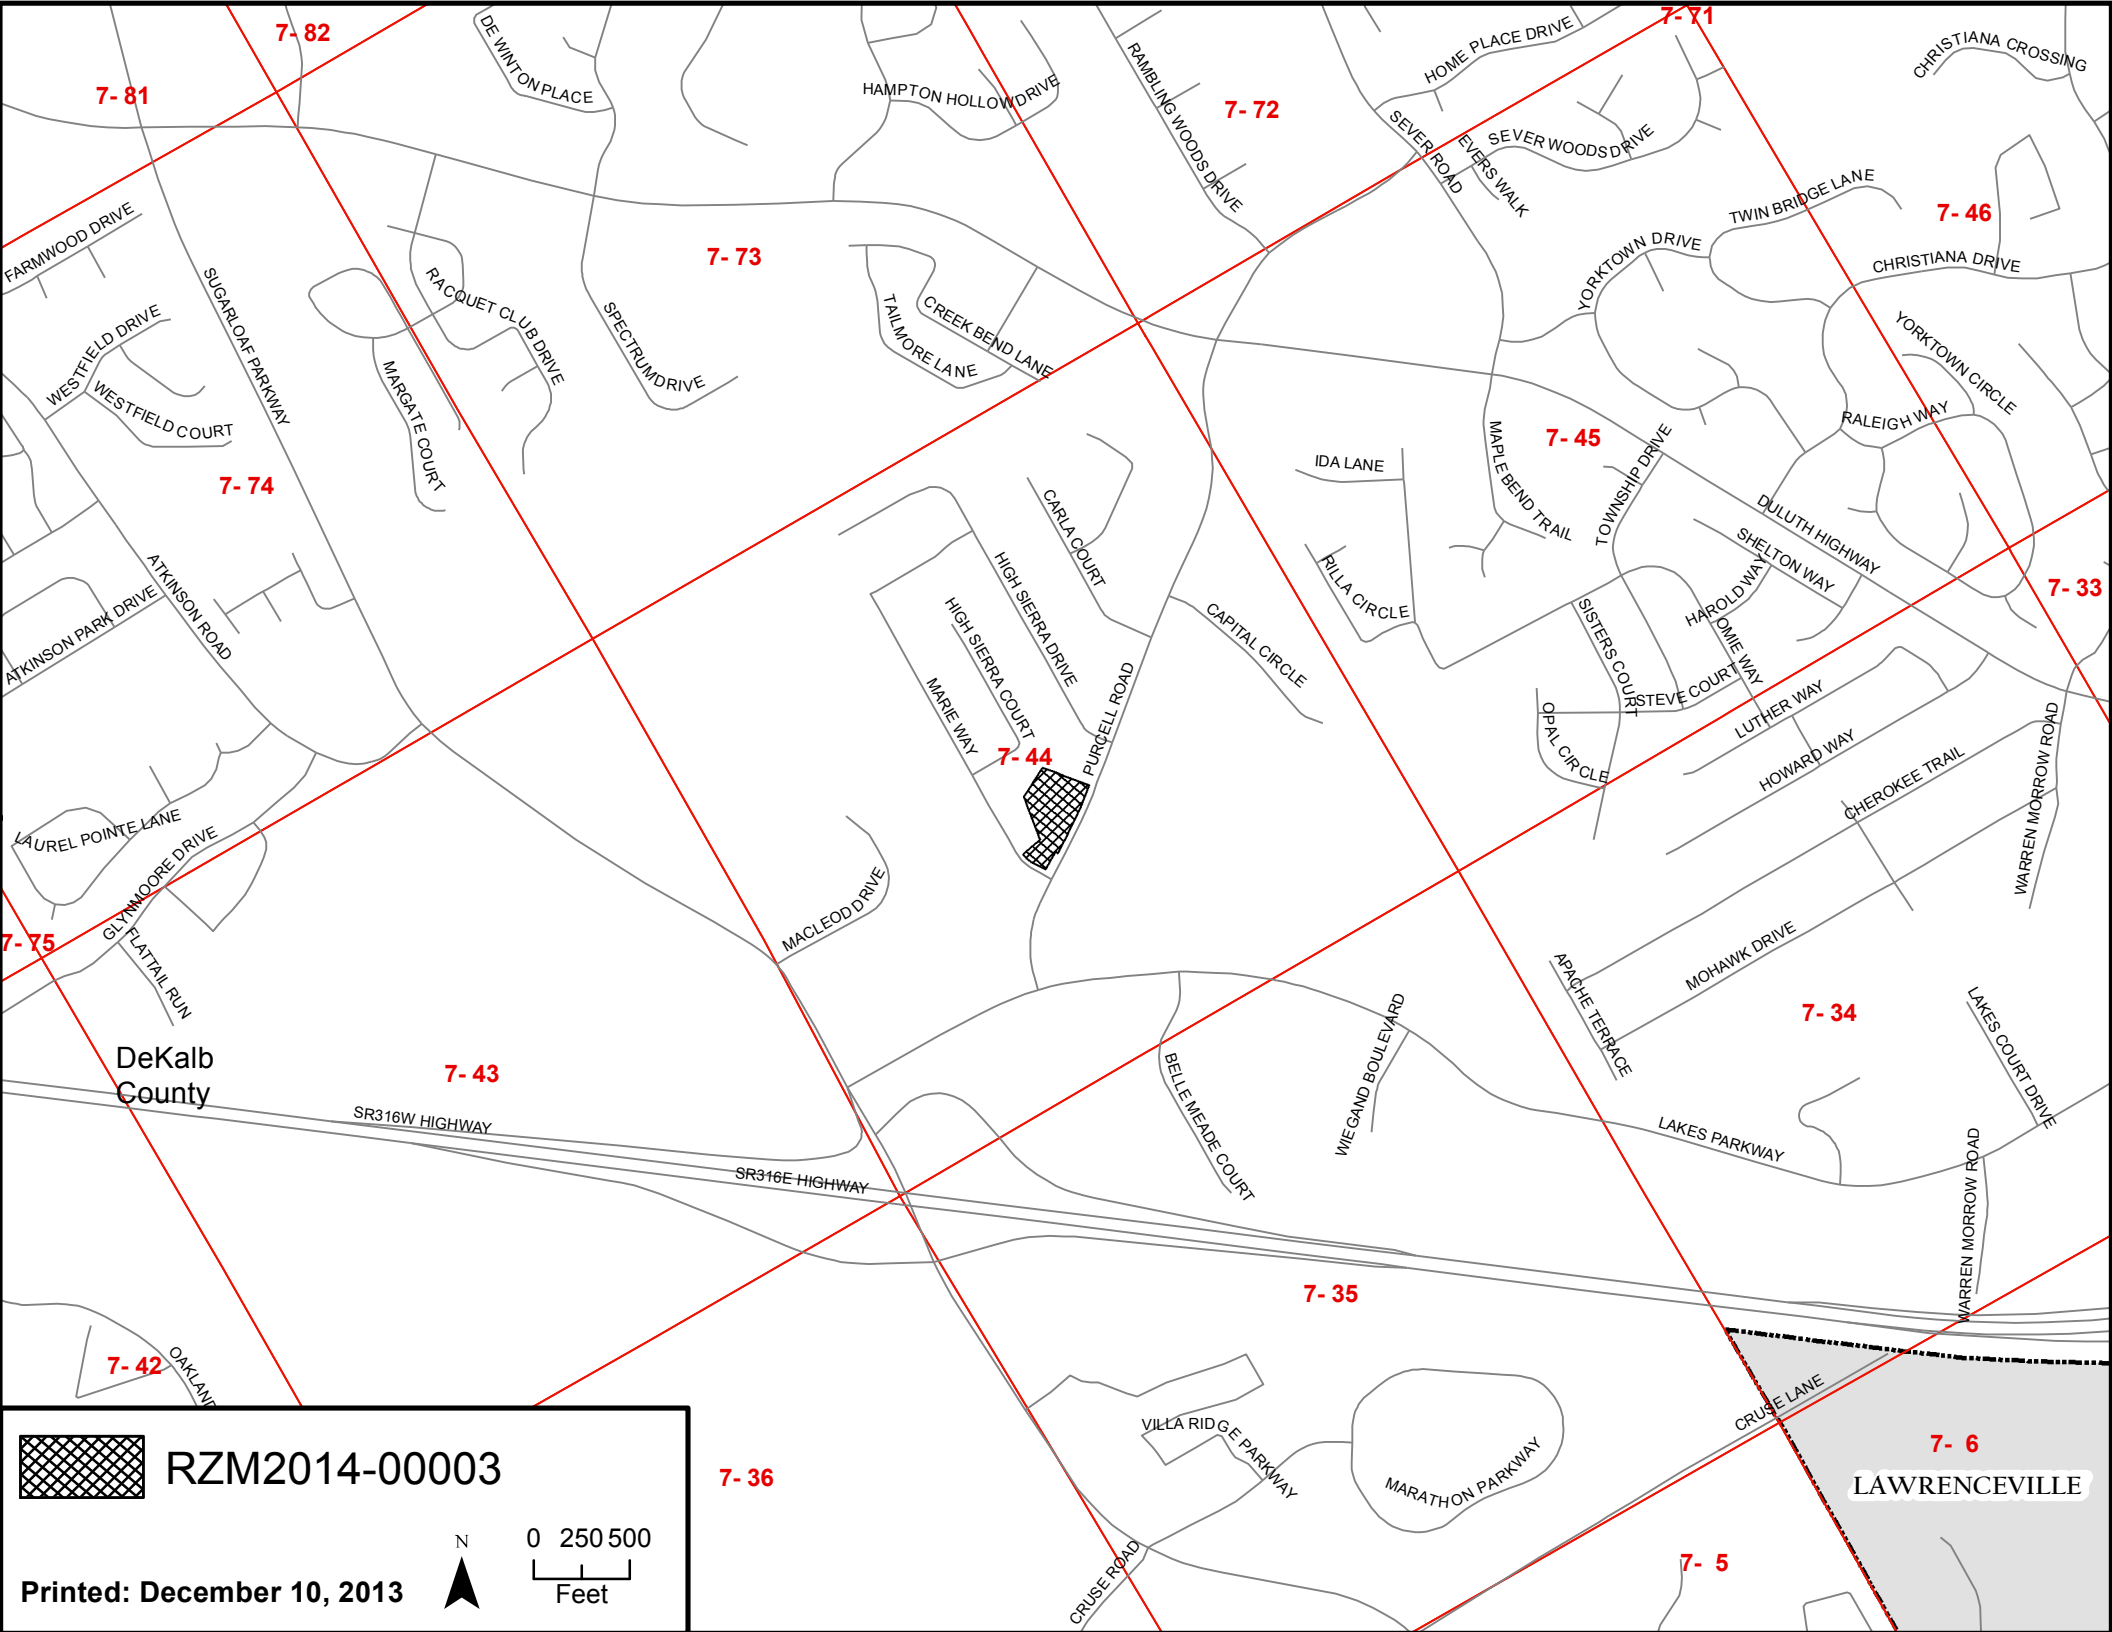 7- 82
7- 71
DE WINTON PLACE
HOME PLACE DRIVE
CHRISTIANA CROSSING
7- 81
HAMPTON HOLLOW DRIVE
RAMBLING WOODS DRIVE
7- 72
SEVER ROAD
EVERS WALK
SEVER WOODS DRIVE
TWIN BRIDGE LANE
7- 46
FARMWOOD DRIVE
7- 73
YORKTOWN DRIVE
CHRISTIANA DRIVE
SUGARLOAF PARKWAY
RACQUET CLUB DRIVE
SPECTRUM DRIVE
TAILMORE LANE
CREEK BEND LANE
WESTFIELD DRIVE
WESTFIELD COURT
MARGATE COURT
YORKTOWN CIRCLE
RALEIGH WAY
7- 45
MAPLE BEND TRAIL
TOWNSHIP DRIVE
IDA LANE
7- 74
CARLA COURT
DULUTH HIGHWAY
SHELTON WAY
ATKINSON ROAD
HIGH SIERRA DRIVE
RILLA CIRCLE
HAROLD WAY
7- 33
ATKINSON PARK DRIVE
HIGH SIERRA COURT
CAPITAL CIRCLE
SISTERS COURT
OMIE WAY
MARIE WAY
PURCELL ROAD
STEVE COURT
LUTHER WAY
OPAL CIRCLE
HOWARD WAY
WARREN MORROW ROAD
7- 44
CHEROKEE TRAIL
LAUREL POINTE LANE
GLYNMOORE DRIVE
MACLEOD DRIVE
7- 75
FLATTAIL RUN
MOHAWK DRIVE
APACHE TERRACE
7- 34
LAKES COURT DRIVE
DeKalb
County
7- 43
BELLE MEADE COURT
WIEGAND BOULEVARD
SR316W HIGHWAY
LAKES PARKWAY
SR316E HIGHWAY
WARREN MORROW ROAD
7- 35
7- 42
OAKLAND
CRUSE LANE
VILLA RIDGE PARKWAY
MARATHON PARKWAY
7- 6
LAWRENCEVILLE
7- 36
7- 5
CRUSE ROAD
RZM2014-00003
N
0 250 500
Feet
Printed: December 10, 2013